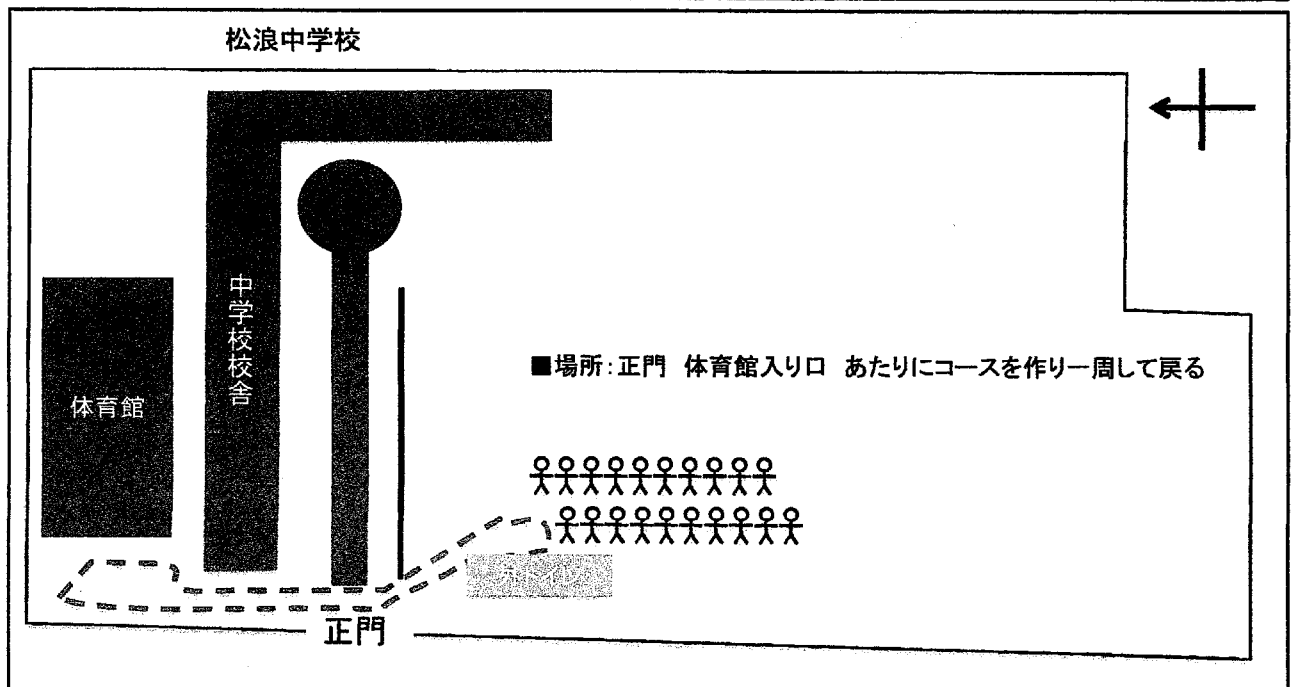 松浪中学校
中学校校舎
体育館
■場所：正門　体育館入り口　あたりにコースを作り一周して戻る
正門